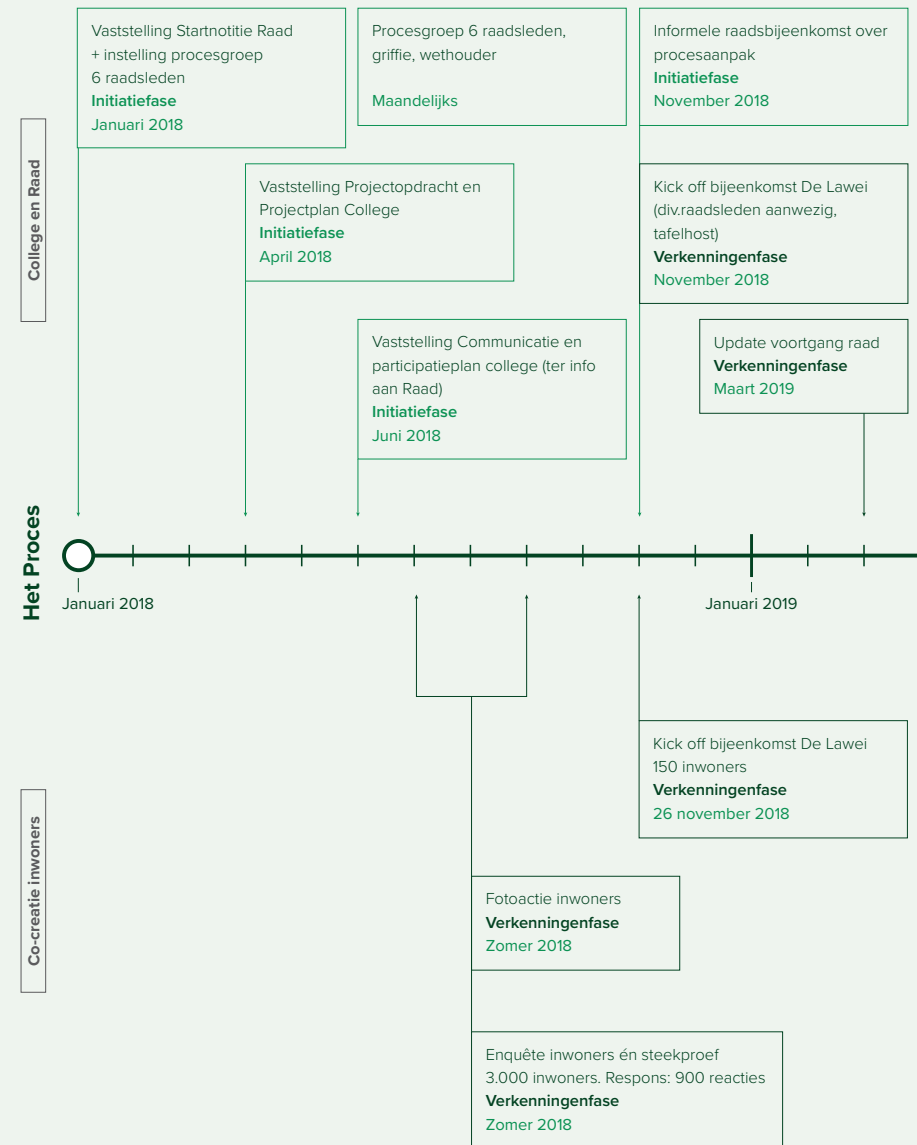 Vaststelling Startnotitie Raad
+ instelling procesgroep
6 raadsleden
Initiatiefase
Januari 2018
Procesgroep 6 raadsleden,
griffie, wethouder
Maandelijks
Informele raadsbijeenkomst over
procesaanpak
Initiatiefase
November 2018
College en Raad
Vaststelling Projectopdracht en
Projectplan College
Initiatiefase
April 2018
Kick off bijeenkomst De Lawei
(div.raadsleden aanwezig,
tafelhost)
Verkenningenfase
November 2018
Vaststelling Communicatie en
participatieplan college (ter info
aan Raad)
Initiatiefase
Juni 2018
Update voortgang raad
Verkenningenfase
Maart 2019
Het Proces
Januari 2018
Januari 2019
Co-creatie inwoners
Kick off bijeenkomst De Lawei
150 inwoners
Verkenningenfase
26 november 2018
Fotoactie inwoners
Verkenningenfase
Zomer 2018
Enquête inwoners én steekproef
3.000 inwoners. Respons: 900 reacties
Verkenningenfase
Zomer 2018